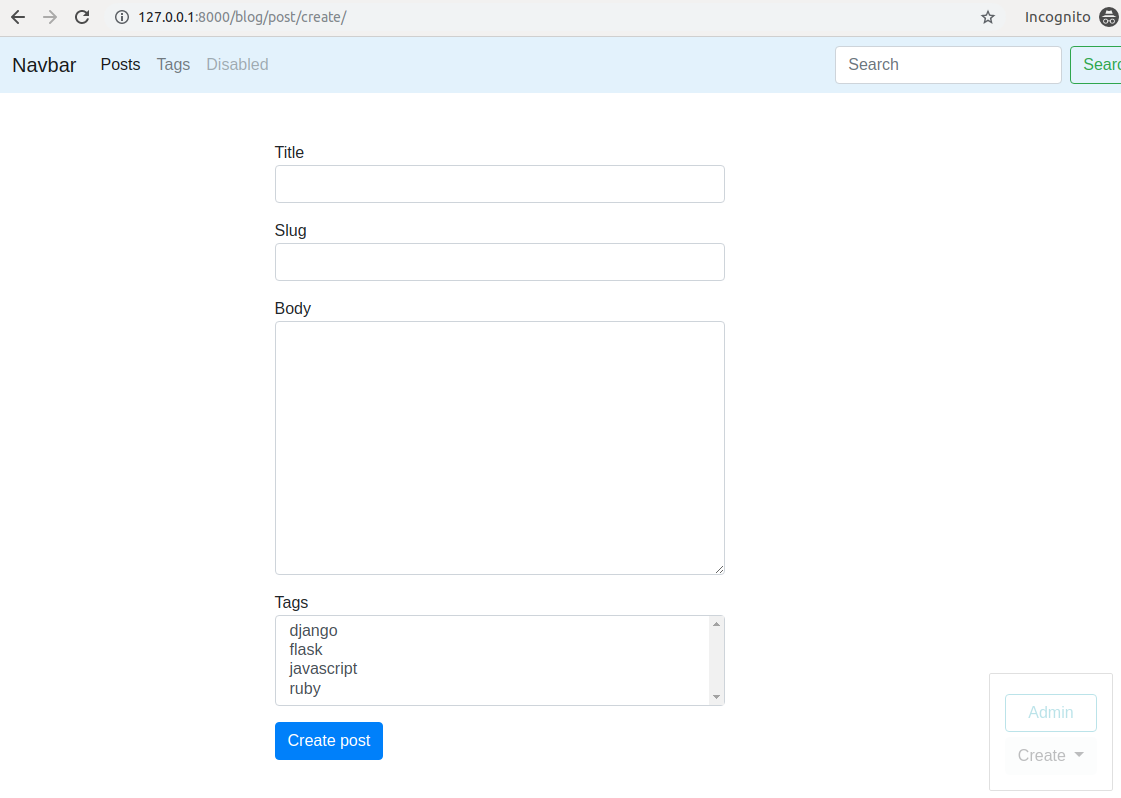 127.0.0.1:8000/blog/post/create/ Incognito
Navbar Posts Tags Disabled Search Searc
Title
Slug
Body
Tags
django
flask
javascript
ruby
Create post
Admin
Create